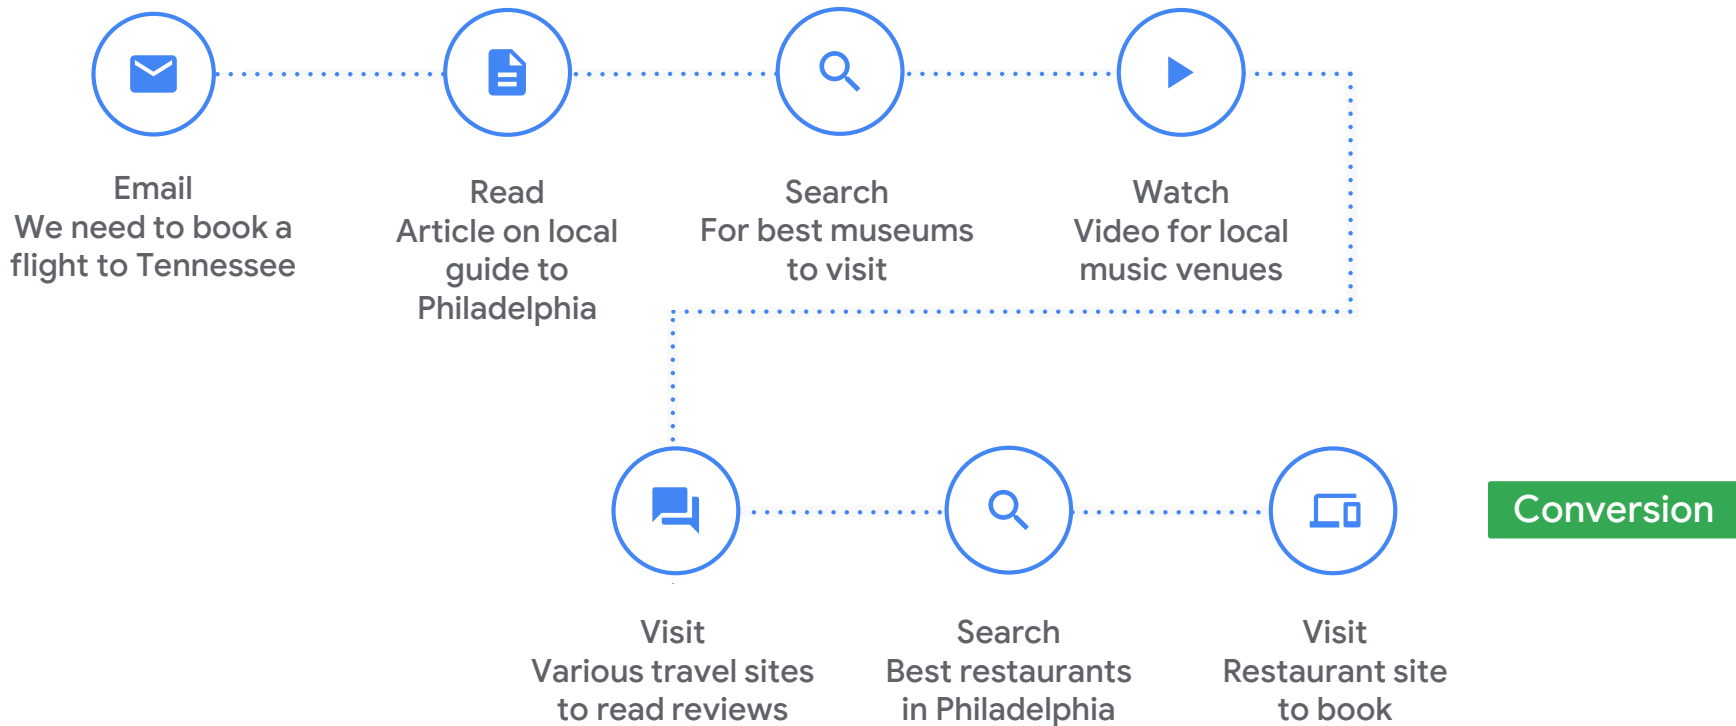 Email
We need to book a
flight to Tennessee
Read
Article on local
guide to
Philadelphia
Search
For best museums
to visit
Watch
Video for local
music venues
Visit
Various travel sites
to read reviews
Search
Best restaurants
in Philadelphia
Visit
Restaurant site
to book
Conversion